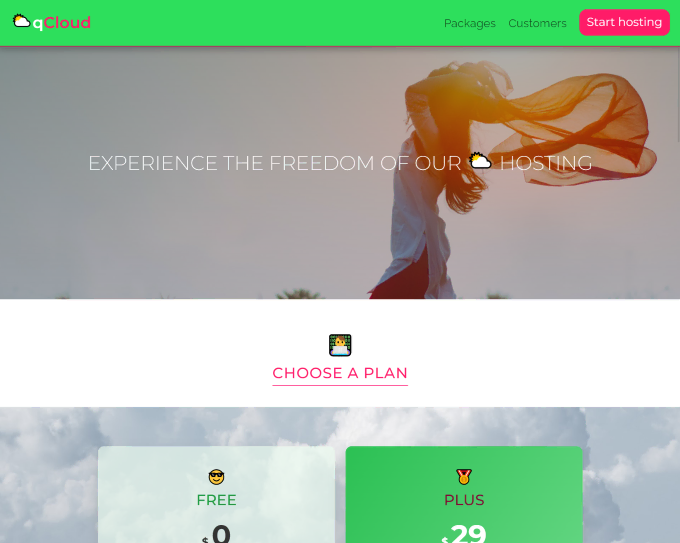 qCloud
Packages
Customers
Start hosting
EXPERIENCE THE FREEDOM OF OUR HOSTING
CHOOSE A PLAN
FREE
$0
PLUS
$29